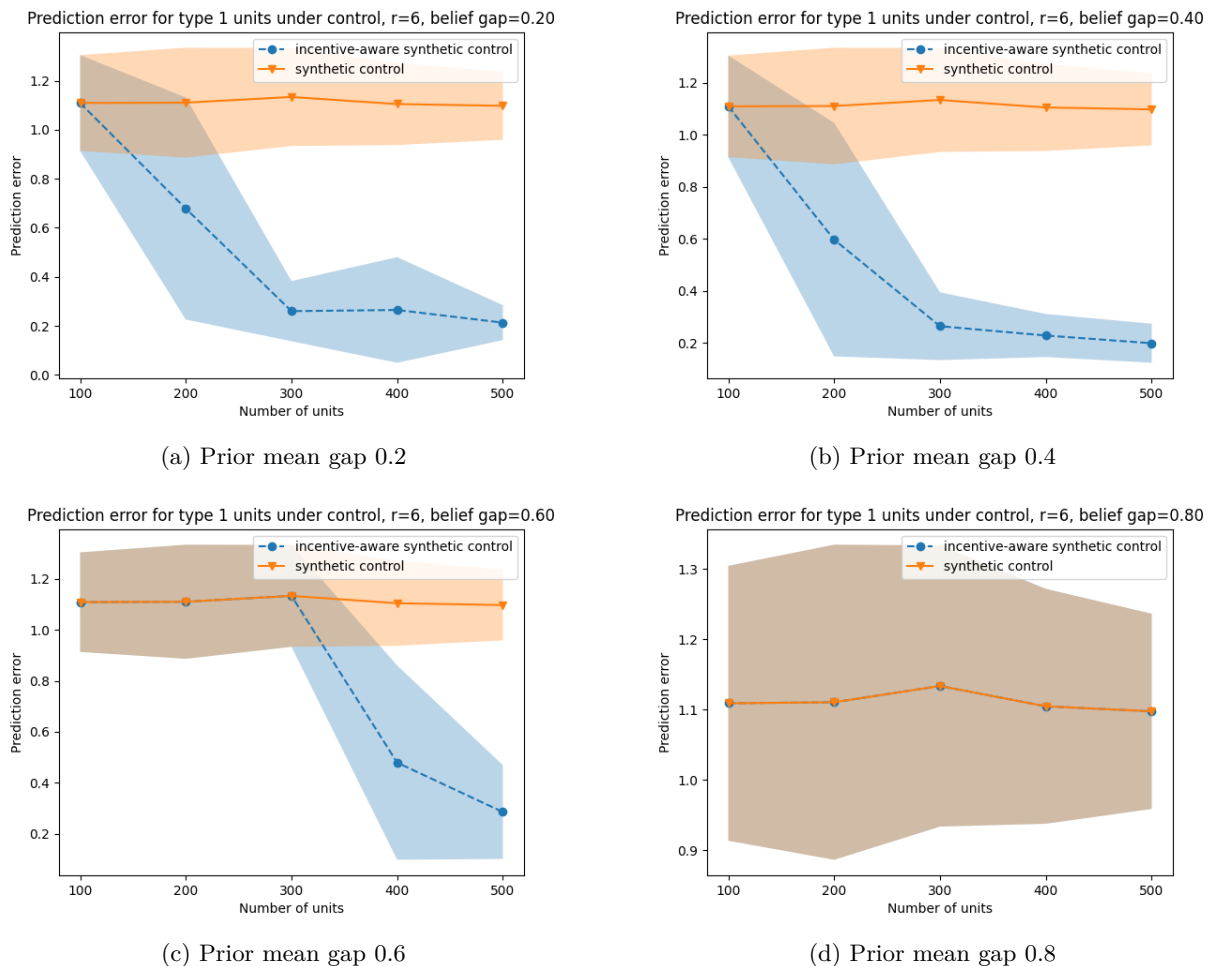 Prediction error for type 1 units under control, r=6, belief gap=0.20
incentive-aware synthetic control
synthetic control
1.2
1.0
0.8
0.6
0.4
0.2
0.0
Prediction error
100 200 300 400 500
Number of units
(a) Prior mean gap 0.2
Prediction error for type 1 units under control, r=6, belief gap=0.40
incentive-aware synthetic control
synthetic control
1.2
1.0
0.8
0.6
0.4
0.2
Prediction error
100 200 300 400 500
Number of units
(b) Prior mean gap 0.4
Prediction error for type 1 units under control, r=6, belief gap=0.60
incentive-aware synthetic control
synthetic control
1.2
1.0
0.8
0.6
0.4
0.2
Prediction error
100 200 300 400 500
Number of units
(c) Prior mean gap 0.6
Prediction error for type 1 units under control, r=6, belief gap=0.80
incentive-aware synthetic control
synthetic control
1.3
1.2
1.1
1.0
0.9
Prediction error
100 200 300 400 500
Number of units
(d) Prior mean gap 0.8